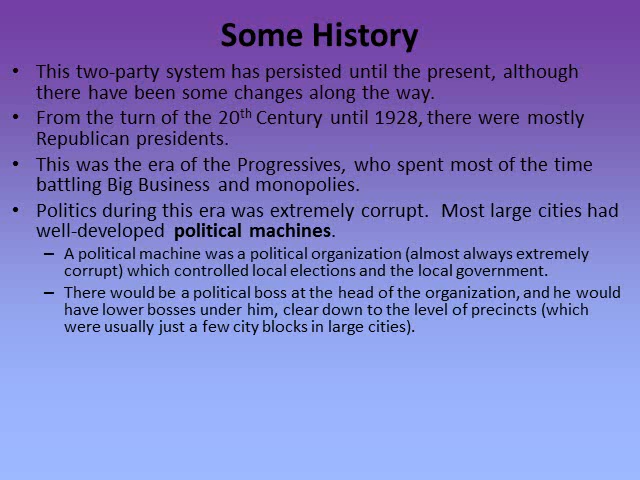 Some History
• This two-party system has persisted until the present, although
there have been some changes along the way.
• From the turn of the 20th Century until 1928, there were mostly
Republican presidents.
• This was the era of the Progressives, who spent most of the time
battling Big Business and monopolies.
• Politics during this era was extremely corrupt.  Most large cities had
well-developed political machines.
– A political machine was a political organization (almost always extremely
corrupt) which controlled local elections and the local government.
– There would be a political boss at the head of the organization, and he would
have lower bosses under him, clear down to the level of precincts (which
were usually just a few city blocks in large cities).